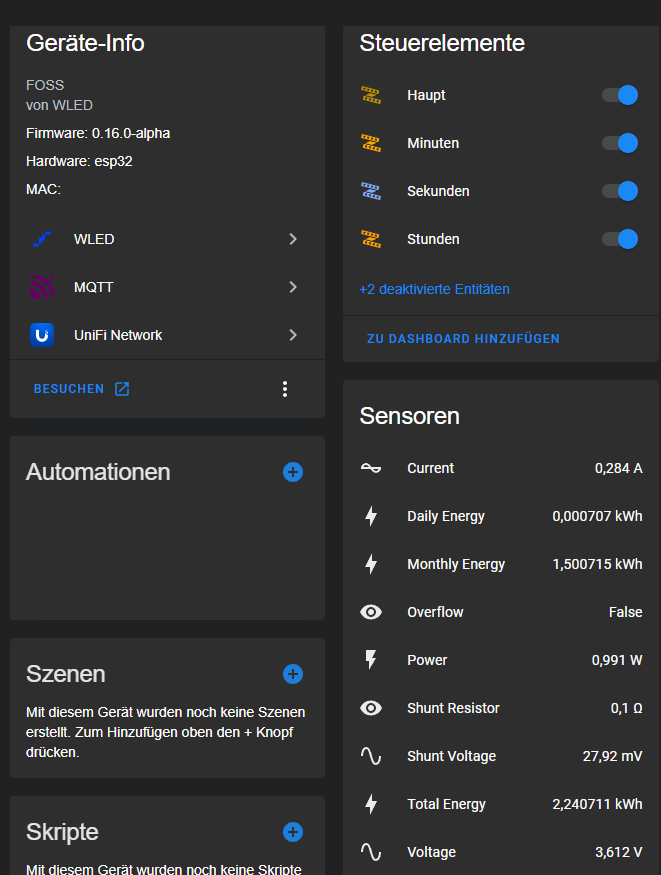 Geräte-Info
FOSS
von WLED
Firmware: 0.16.0-alpha
Hardware: esp32
MAC:
WLED
MQTT
UniFi Network
BESUCHEN
Automationen
Szenen
Mit diesem Gerät wurden noch keine Szenen
erstellt. Zum Hinzufügen oben den + Knopf
drücken.
Skripte
Mit diesem Gerät wurden noch keine Skripte
Steuerelemente
Haupt
Minuten
Sekunden
Stunden
+2 deaktivierte Entitäten
ZU DASHBOARD HINZUFÜGEN
Sensoren
Current 0,284 A
Daily Energy 0,000707 kWh
Monthly Energy 1,500715 kWh
Overflow False
Power 0,991 W
Shunt Resistor 0,1 Ω
Shunt Voltage 27,92 mV
Total Energy 2,240711 kWh
Voltage 3,612 V